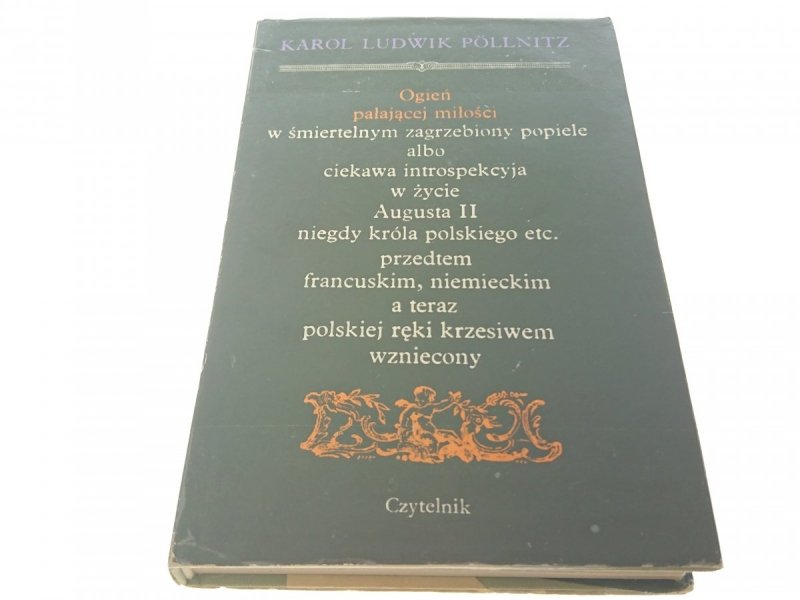 KAROL LUDWIK PÖLLNITZ
Ogień
pałającej miłości
w śmiertelnym zagrzebiony popiele
albo
ciekawa introspekcyja
w życie
Augusta II
niegdy króla polskiego etc.
przedtem
francuskim, niemieckim
a teraz
polskiej ręki krzesiwem
wzniecony
Czytelnik